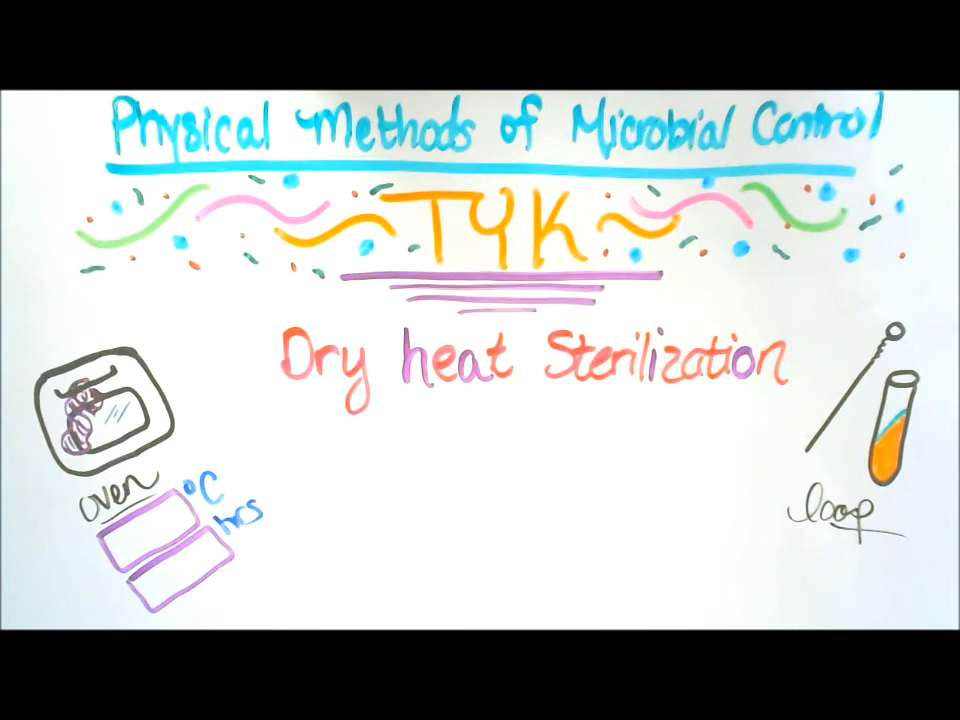 Physical Methods of Microbial Control
TYK
Dry heat Sterilization
oven
°C
hrs
loop